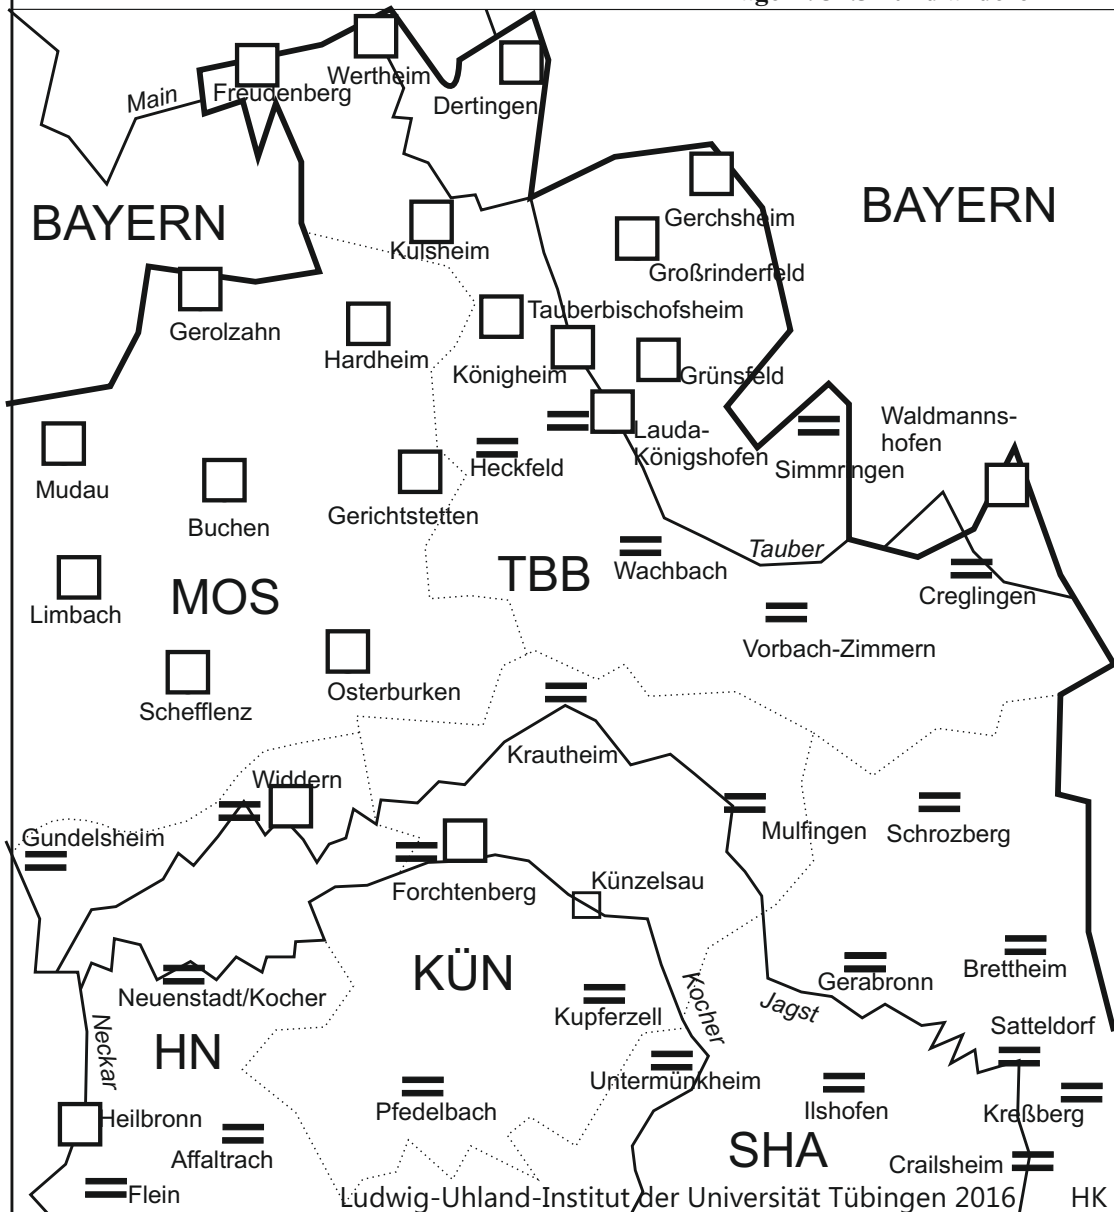 Wertheim
Freudenberg
Main
Dertingen
BAYERN
BAYERN
Gerchsheim
Külsheim
Großrinderfeld
Tauberbischofsheim
Gerolzahn
Hardheim
Königheim
Grünsfeld
Waldmanns-
hofen
Lauda-
Königshofen
Heckfeld
Simmringen
Mudau
Buchen
Gerichtstetten
Tauber
TBB
Wachbach
MOS
Creglingen
Limbach
Vorbach-Zimmern
Osterburken
Schefflenz
Krautheim
Widdern
Gundelsheim
Mulfingen
Schrozberg
Forchtenberg
Künzelsau
KÜN
Brettheim
Gerabronn
Neuenstadt/Kocher
Kocher
Jagst
Kupferzell
Satteldorf
Neckar
HN
Untermünkheim
Pfedelbach
Ilshofen
Kreßberg
Heilbronn
SHA
Affaltrach
Crailsheim
Flein
Ludwig-Uhland-Institut der Universität Tübingen 2016
HK